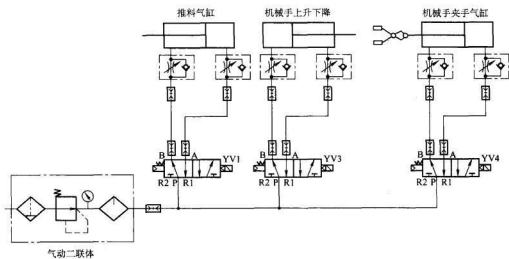 推料气缸
机械手上升下降
机械手夹手气缸
B A YV1
R2 P R1
B A YV3
R2 P R1
B A YV4
R2 P R1
气动二联体